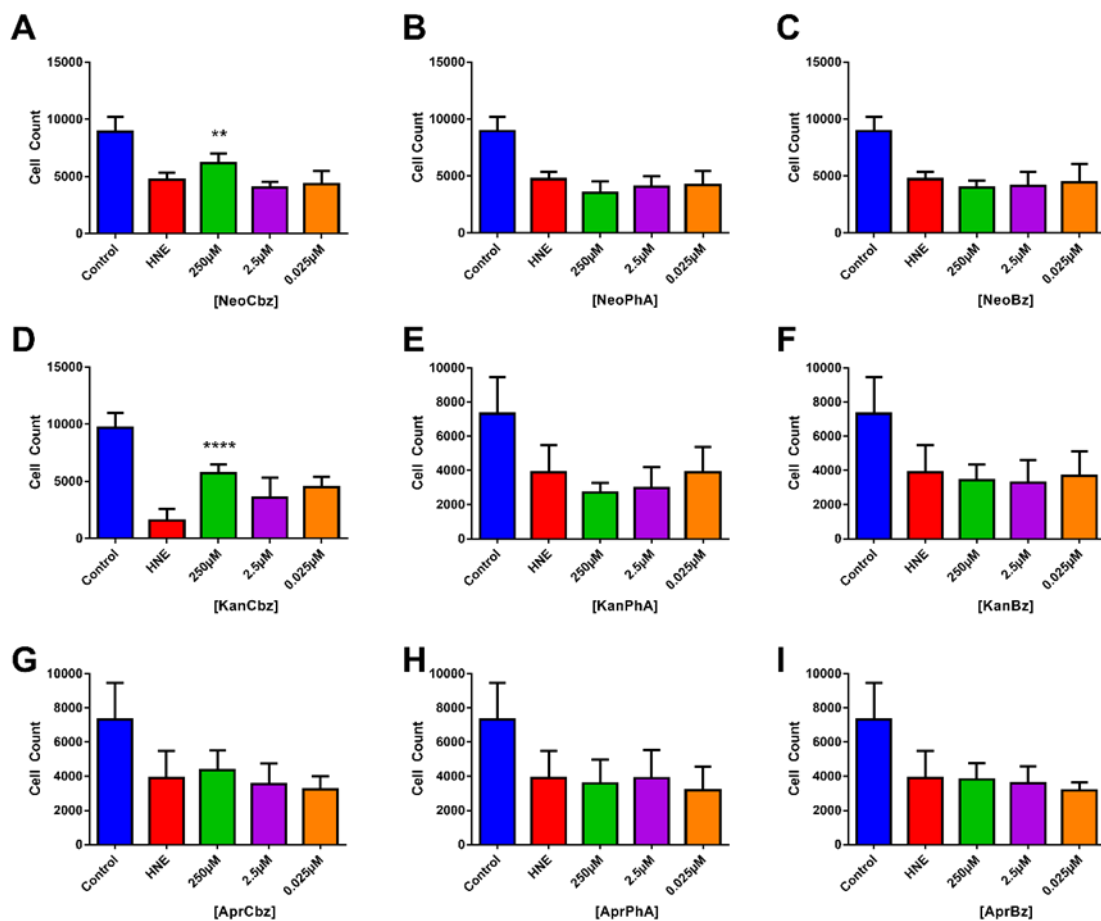 A
15000
10000
5000
0
Cell Count
**
Control
HNE
250µM
2.5µM
0.025µM
[NeoCbz]
B
15000
10000
5000
0
Cell Count
Control
HNE
250µM
2.5µM
0.025µM
[NeoPhA]
C
15000
10000
5000
0
Cell Count
Control
HNE
250µM
2.5µM
0.025µM
[NeoBz]
D
15000
10000
5000
0
Cell Count
****
Control
HNE
250µM
2.5µM
0.025µM
[KanCbz]
E
10000
8000
6000
4000
2000
0
Cell Count
Control
HNE
250µM
2.5µM
0.025µM
[KanPhA]
F
10000
8000
6000
4000
2000
0
Cell Count
Control
HNE
250µM
2.5µM
0.025µM
[KanBz]
G
10000
8000
6000
4000
2000
0
Cell Count
Control
HNE
250µM
2.5µM
0.025µM
[AprCbz]
H
10000
8000
6000
4000
2000
0
Cell Count
Control
HNE
250µM
2.5µM
0.025µM
[AprPhA]
I
10000
8000
6000
4000
2000
0
Cell Count
Control
HNE
250µM
2.5µM
0.025µM
[AprBz]